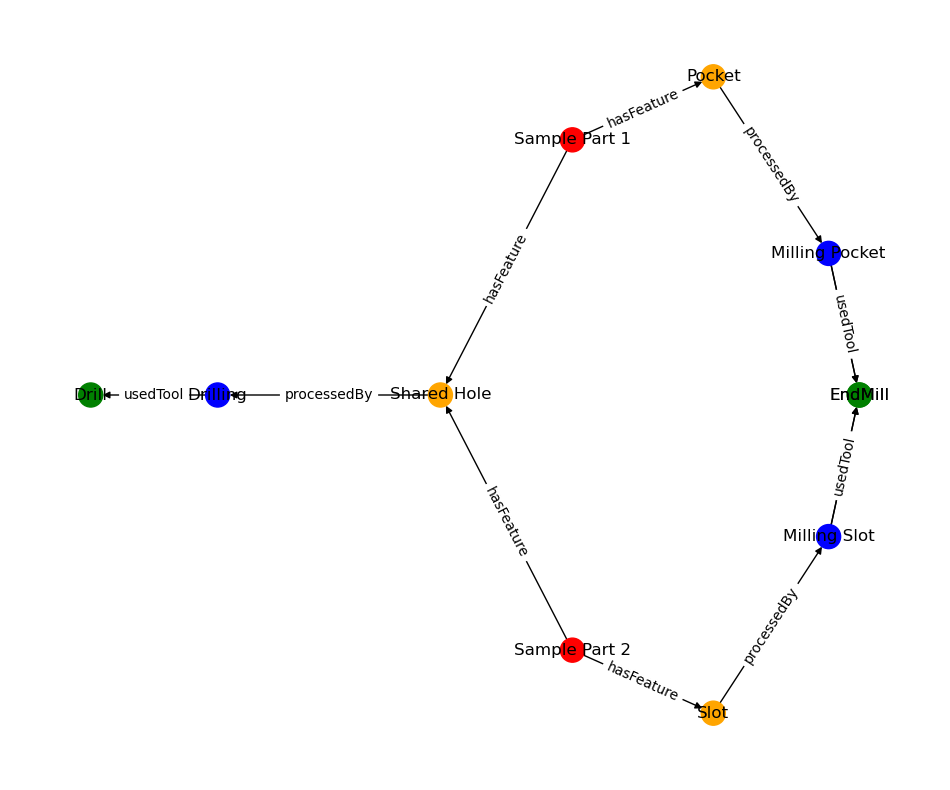 Pocket
hasFeature
Sample Part 1
processedBy
hasFeature
Milling Pocket
usedTool
Drill
usedTool
Drilling
processedBy
Shared Hole
EndMill
usedTool
hasFeature
Milling Slot
processedBy
Sample Part 2
hasFeature
Slot